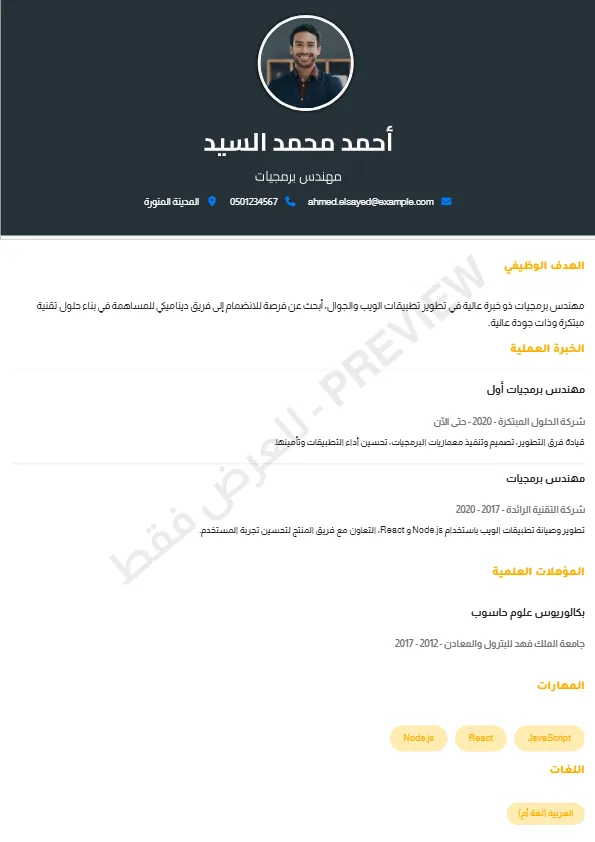 أحمد محمد السيد
مهندس برمجيات
ahmed.elsayed@example.com 0501234567 المدينة المنورة
الهدف الوظيفي
مهندس برمجيات ذو خبرة عالية في تطوير تطبيقات الويب والجوال، أبحث عن فرصة للانضمام إلى فريق ديناميكي للمساهمة في بناء حلول تقنية
مبتكرة وذات جودة عالية.
الخبرة العملية
مهندس برمجيات أول
شركة الحلول المبتكرة - 2020 - حتى الآن
قيادة فرق التطوير، تصميم وتنفيذ معماريات البرمجيات، تحسين أداء التطبيقات وتأمينها.
مهندس برمجيات
شركة التقنية الرائدة - 2017 - 2020
تطوير وصيانة تطبيقات الويب باستخدام Node.js و React، التعاون مع فريق المنتج لتحسين تجربة المستخدم.
المؤهلات العلمية
بكالوريوس علوم حاسوب
جامعة الملك فهد للبترول والمعادن - 2012 - 2017
المهارات
JavaScript React Node.js
اللغات
العربية (لغة أم)
للعرض فقط - PREVIEW